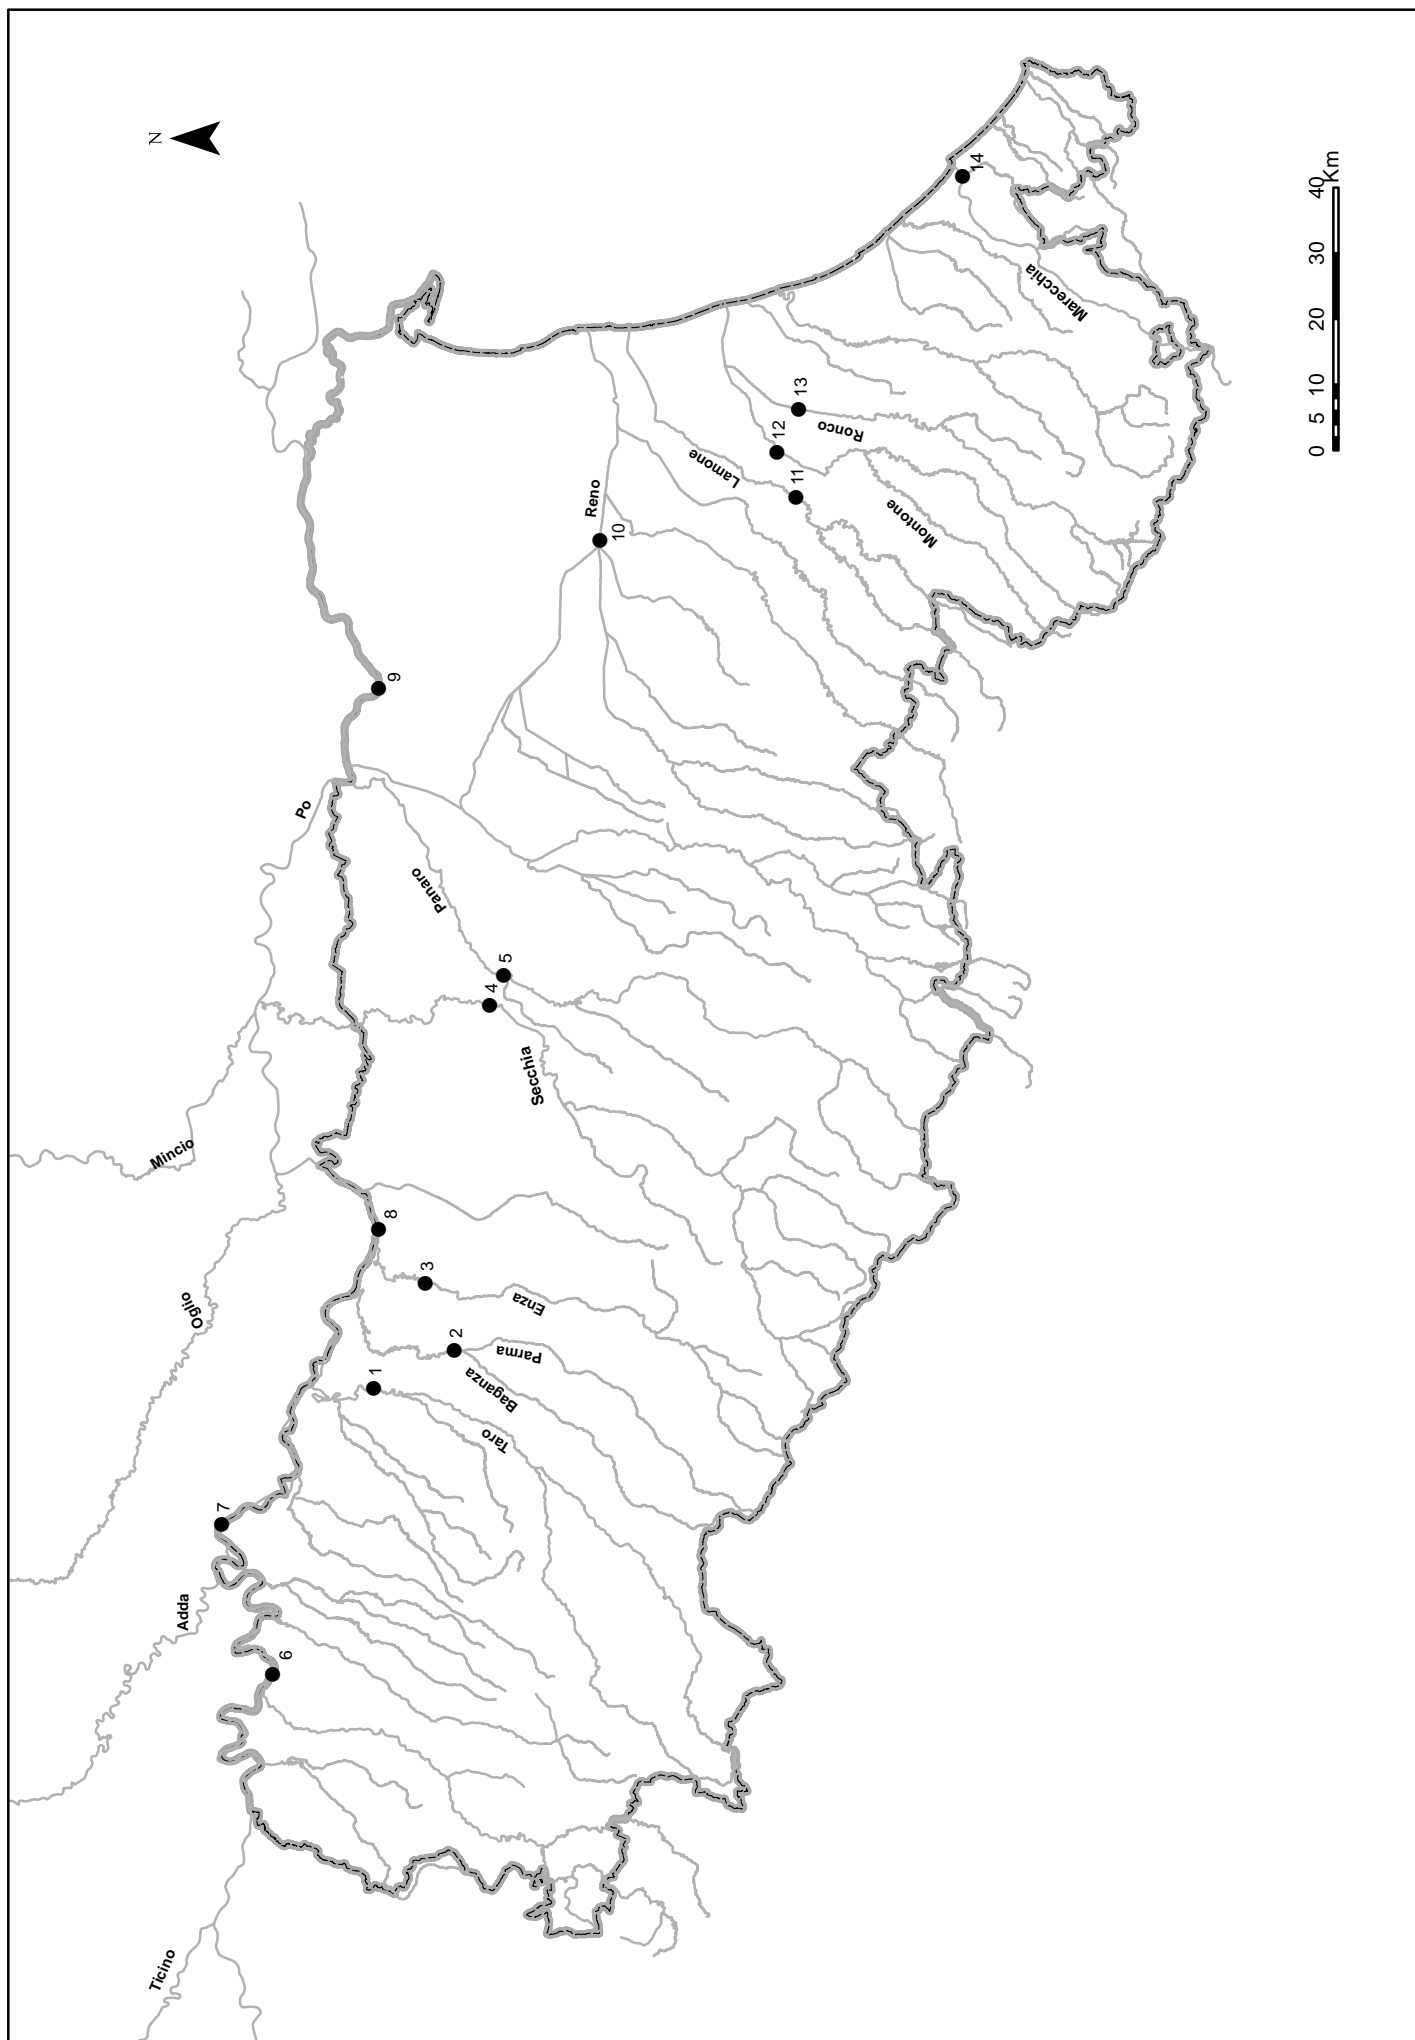 N
Ticino
Adda
Oglio
Mincio
Po
7
6
1
2
3
8
4
5
9
Taro
Baganza
Parma
Enza
Secchia
Panaro
Reno
10
Lamone
11
12
13
Ronco
Montone
Marecchia
14
0 5 10 20 30 40
Km